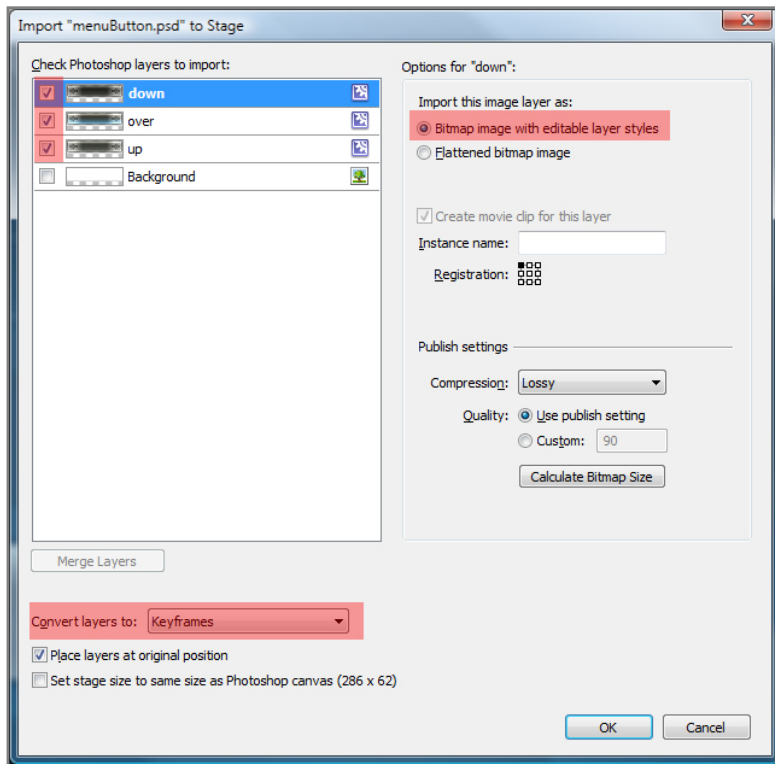 Import "menuButton.psd" to Stage
Check Photoshop layers to import:
down
over
up
Background
Merge Layers
Options for "down":
Import this image layer as:
Bitmap image with editable layer styles
Flattened bitmap image
Create movie clip for this layer
Instance name:
Registration:
Publish settings
Compression: Lossy
Quality: Use publish setting
Custom: 90
Calculate Bitmap Size
Convert layers to: Keyframes
Place layers at original position
Set stage size to same size as Photoshop canvas (286 x 62)
OK Cancel